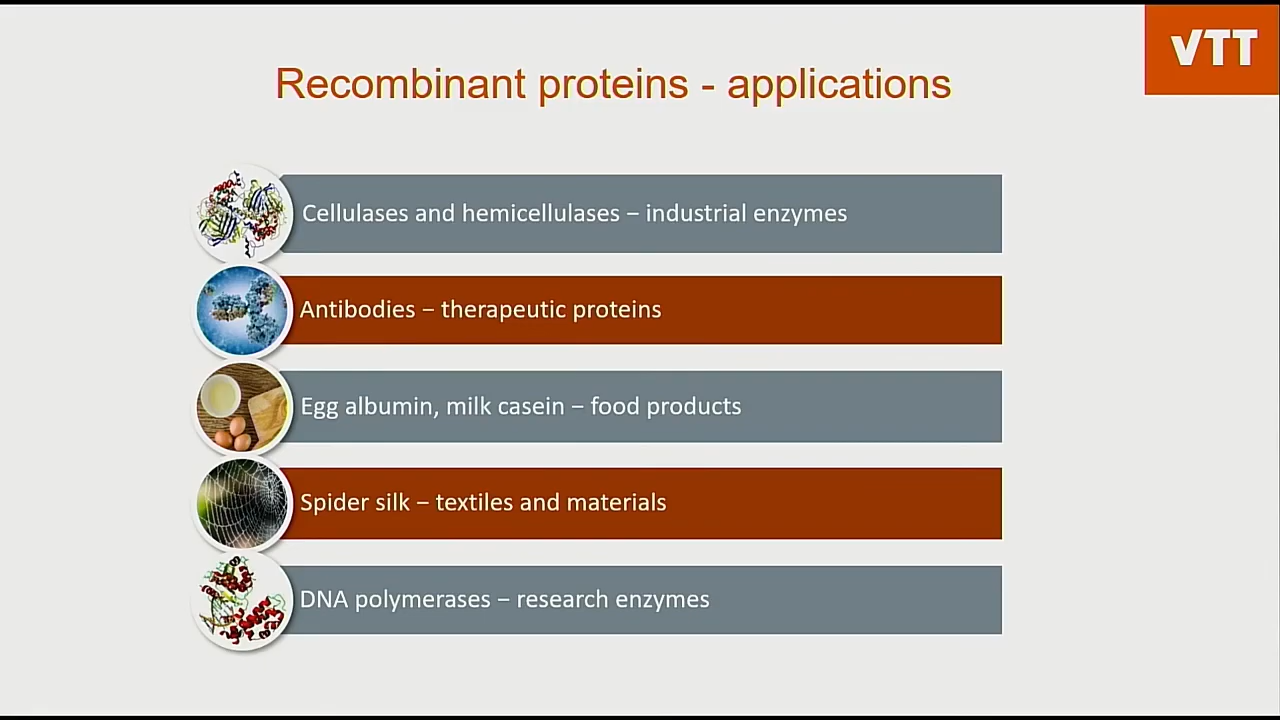 VTT
Recombinant proteins - applications
Cellulases and hemicellulases – industrial enzymes
Antibodies – therapeutic proteins
Egg albumin, milk casein – food products
Spider silk – textiles and materials
DNA polymerases – research enzymes